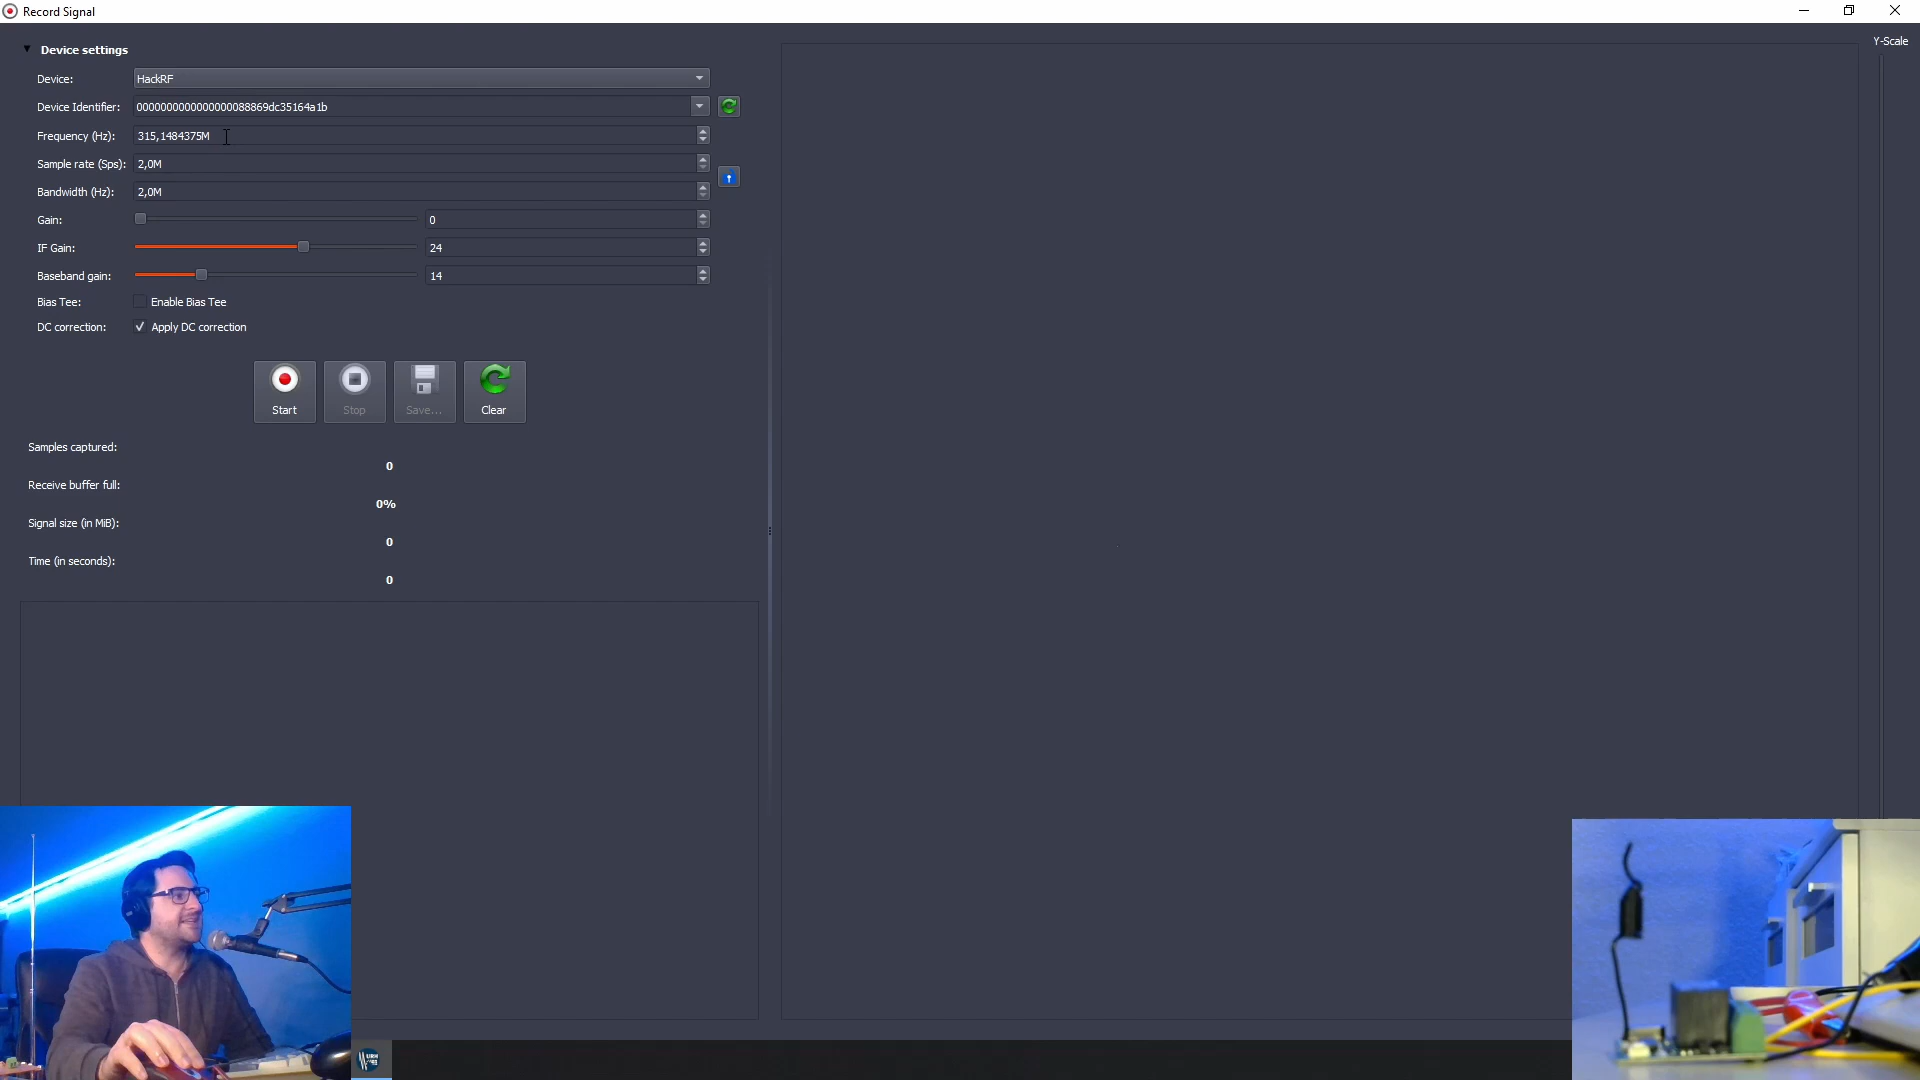 Record Signal
Y-Scale
Device settings
Device: HackRF
Device Identifier: 0000000000000000088869dc35164a1b
Frequency (Hz): 315,1484375M
Sample rate (Sps): 2,0M
Bandwidth (Hz): 2,0M
Gain: 0
IF Gain: 24
Baseband gain: 14
Bias Tee: Enable Bias Tee
DC correction: Apply DC correction
Start Stop Save... Clear
Samples captured:
0
Receive buffer full:
0%
Signal size (in MiB):
0
Time (in seconds):
0